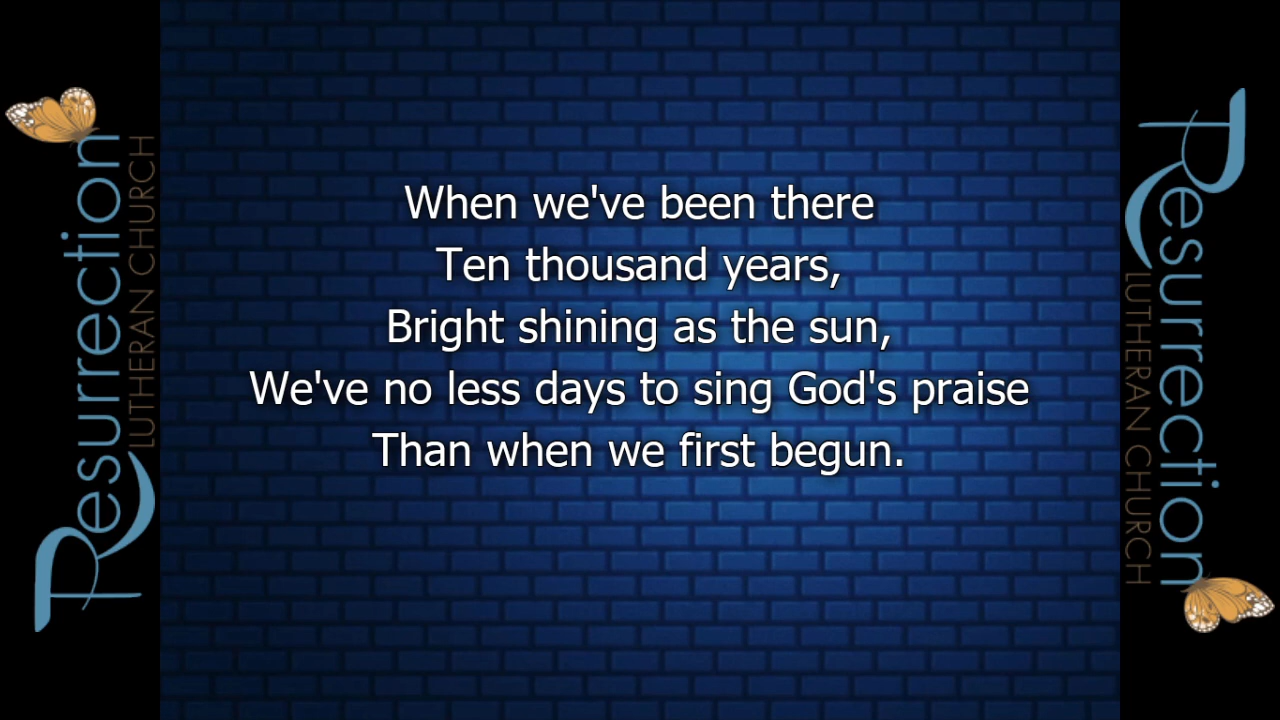 Resurrection
LUTHERAN CHURCH
When we've been there
Ten thousand years,
Bright shining as the sun,
We've no less days to sing God's praise
Than when we first begun.
Resurrection
LUTHERAN CHURCH